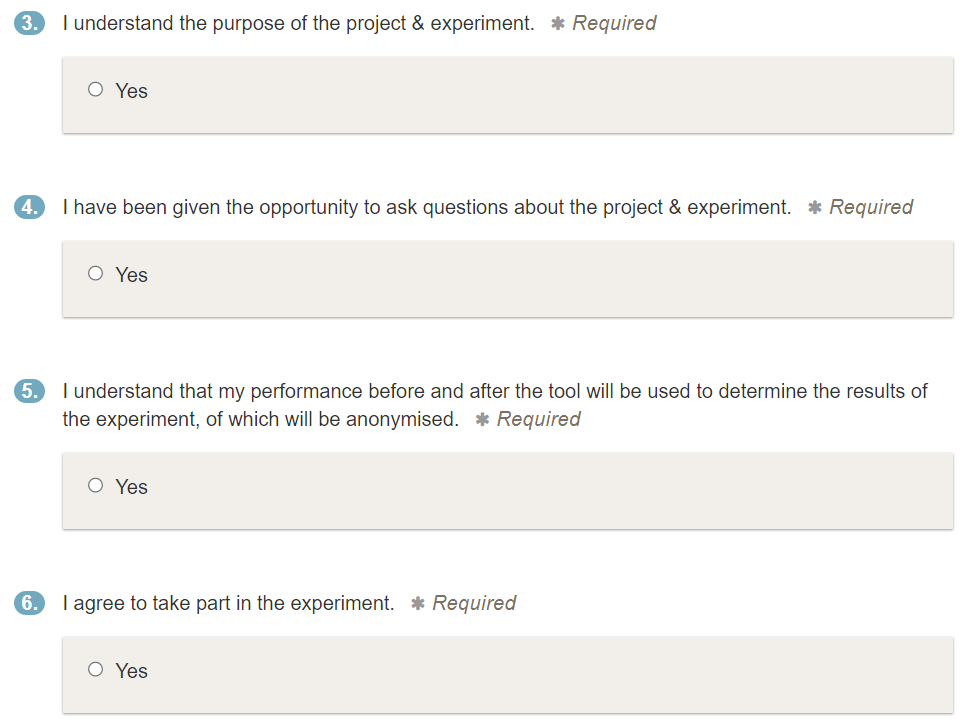 3. I understand the purpose of the project & experiment. ✱ Required
Yes
4. I have been given the opportunity to ask questions about the project & experiment. ✱ Required
Yes
5. I understand that my performance before and after the tool will be used to determine the results of
the experiment, of which will be anonymised. ✱ Required
Yes
6. I agree to take part in the experiment. ✱ Required
Yes